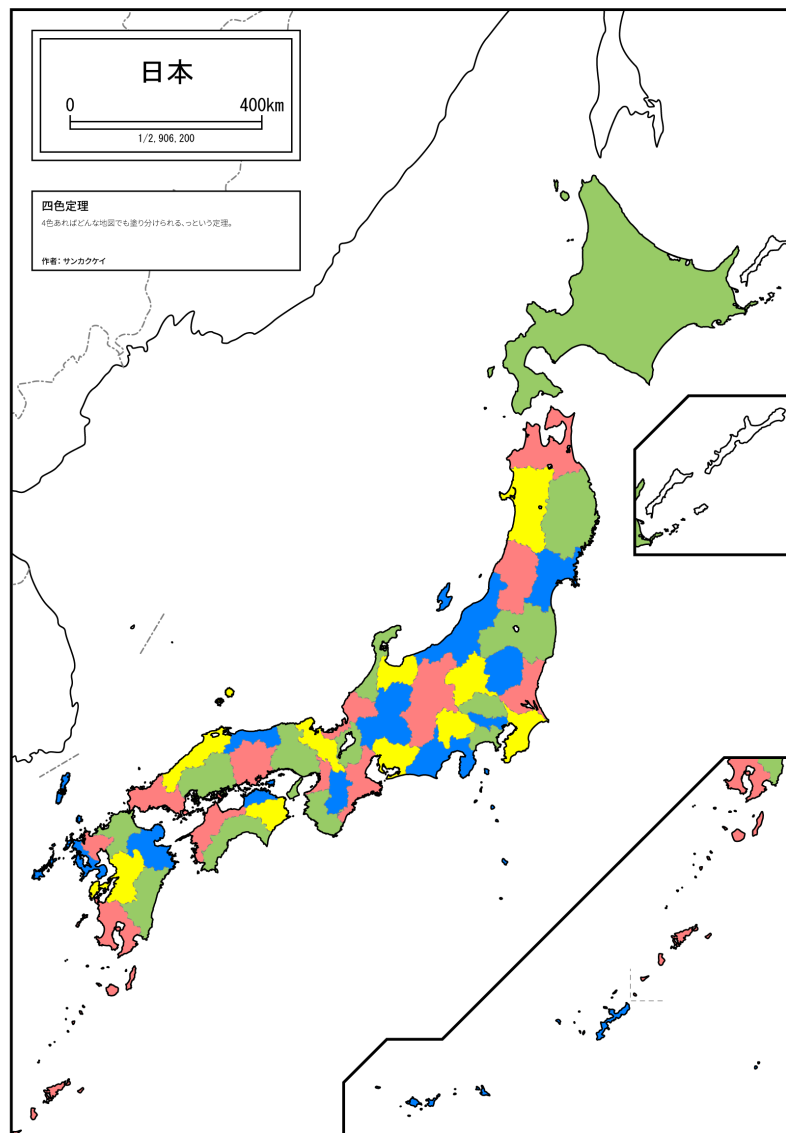 日本
0 400km
1/2,906,200
四色定理
4色あればどんな地図でも塗り分けられる、っという定理。
作者：サンカクケイ